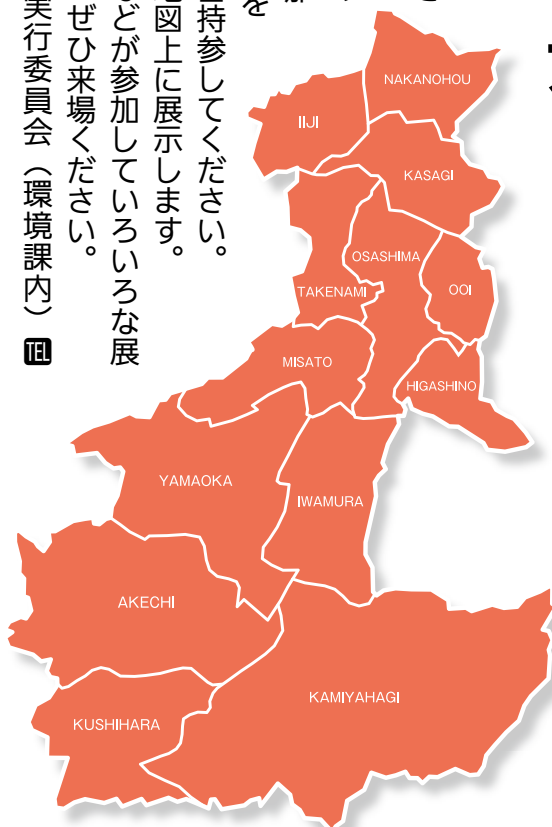 を
持参してください。
図上に展示します。
などが参加していろいろな展
ぜひ来場ください。
実行委員会（環境課内）TEL
NAKANOHOU
IIJI
KASAGI
OSASHIMA
OOI
TAKENAMI
MISATO
HIGASHINO
YAMAOKA
IWAMURA
AKECHI
KAMIYAHAGI
KUSHIHARA